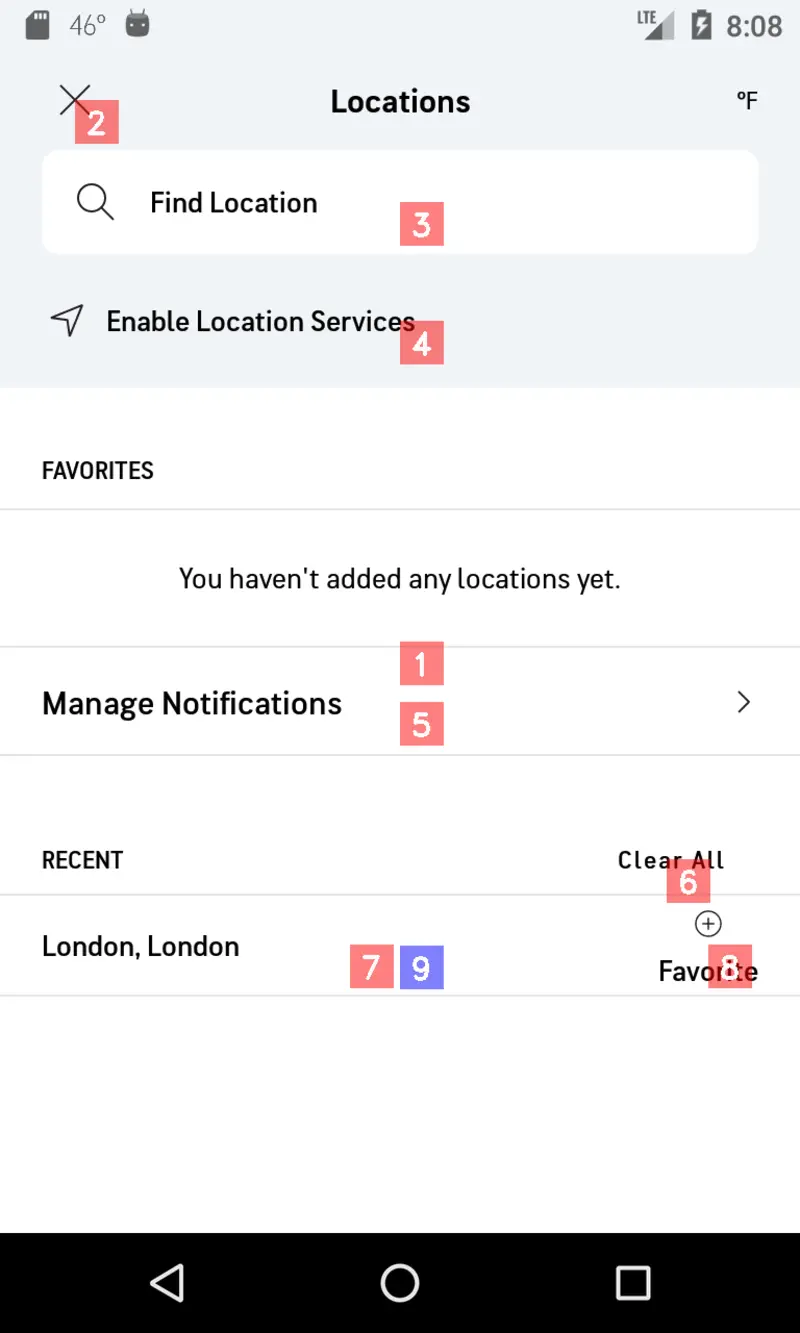 46° LTE 8:08
Locations °F
2
Find Location
3
Enable Location Services
4
FAVORITES
You haven't added any locations yet.
1
Manage Notifications
5
RECENT Clear All
6
London, London
7 9 Favorite 8